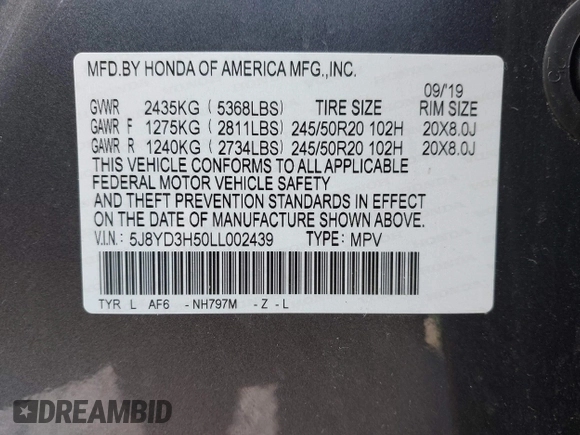 MFD.BY HONDA OF AMERICA MFG.,INC.
09/'19
GVWR 2435KG ( 5368LBS) TIRE SIZE RIM SIZE
GAWR F 1275KG ( 2811LBS) 245/50R20 102H 20X8.0J
GAWR R 1240KG ( 2734LBS) 245/50R20 102H 20X8.0J
THIS VEHICLE CONFORMS TO ALL APPLICABLE
FEDERAL MOTOR VEHICLE SAFETY
AND THEFT PREVENTION STANDARDS IN EFFECT
ON THE DATE OF MANUFACTURE SHOWN ABOVE.
V.I.N.: 5J8YD3H50LL002439 TYPE: MPV
TYR L AF6 -NH797M -Z -L
DREAMBID